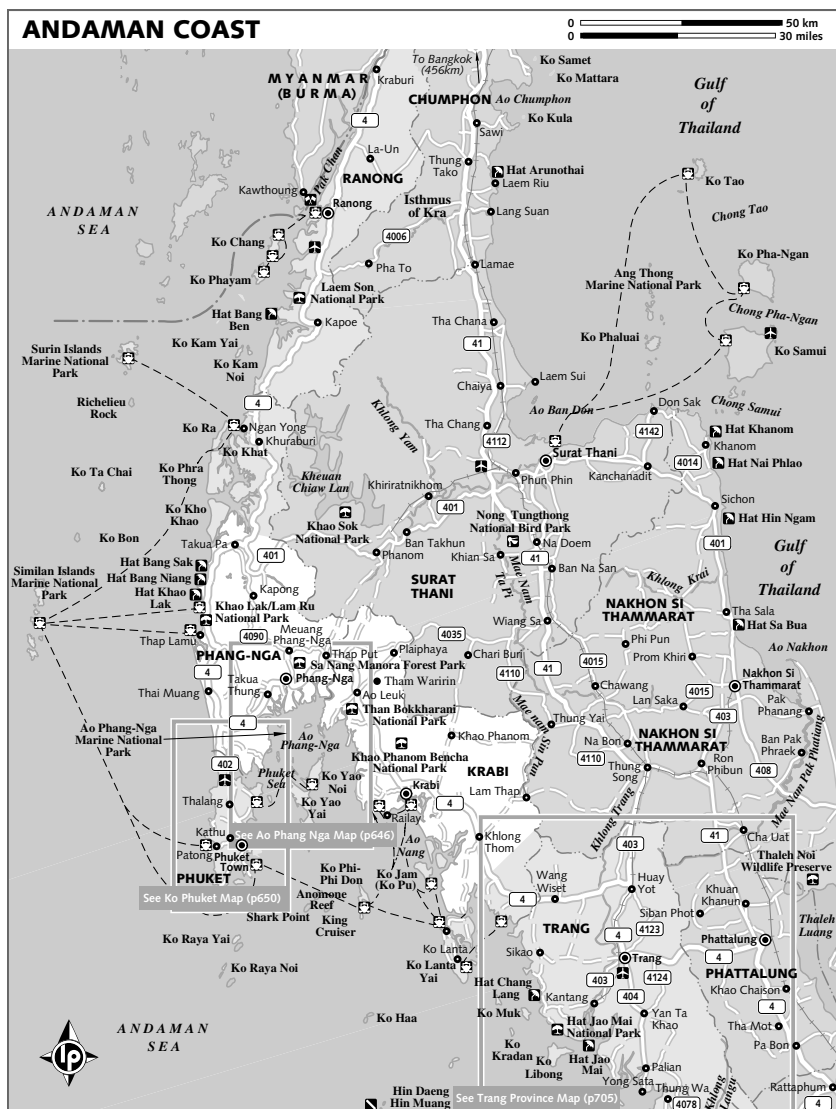 ANDAMAN COAST
0 50 km
0 30 miles
To Bangkok
(456km)
Ko Samet
Ko Mattara
MYANMAR
(BURMA)
Kraburi
CHUMPHON
Ao Chumphon
Ko Kula
Gulf
of
Thailand
4
Sawi
La-Un
Pak Chan
RANONG
Thung
Tako
Hat Arunothai
Laem Riu
Ko Tao
Kawthoung
Ranong
Isthmus
of Kra
Lang Suan
Chong Tao
ANDAMAN
SEA
Ko Chang
4006
Ko Pha-Ngan
Ko Phayam
Pha To
Lamae
Ang Thong
Marine National Park
Laem Son
National Park
Chong Pha-Ngan
Hat Bang
Ben
Kapoe
Tha Chana
Ko Phaluai
Ko Samui
Ko Kam Yai
41
Surin Islands
Marine National
Park
Ko Kam
Noi
Chaiya
Laem Sui
Richelieu
Rock
4
Khlong Yam
Ao Ban Don
Don Sak
Chong Samui
Ko Ra
Ngan Yong
Tha Chang
4142
Hat Khanom
Khuraburi
4112
Khanom
Ko Khat
Surat Thani
4014
Hat Nai Phlao
Ko Ta Chai
Ko Phra
Thong
Kheuan
Chiaw Lan
Khiriratnikhom
Phun Phin
Kanchanadit
Sichon
Ko Kho
Khao
401
Hat Hin Ngam
Khao Sok
National Park
Nong Tungthong
National Bird Park
Ko Bon
Takua Pa
Ban Takhun
Na Doem
401
Gulf
of
Thailand
401
Phanom
Khian Sa
41
Ban Na San
Similan Islands
Marine National
Park
Hat Bang Sak
Hat Bang Niang
Hat Khao
Lak
Kapong
SURAT
THANI
Mae Nam
Ta Pi
Khlong Krai
Khao Lak/Lam Ru
National Park
NAKHON SI
THAMMARAT
Tha Sala
Hat Sa Bua
Wiang Sa
Thap Lamu
4090
Meuang
Phang-Nga
4035
Phi Pun
Ao Nakhon
PHANG-NGA
Thap Put
Plaiphaya
Chari Buri
Prom Khiri
4
Sa Nang Manora Forest Park
41
4015
Nakhon Si
Thammarat
Takua
Thung
Phang-Nga
Tham Waririn
4110
Chawang
4015
Thai Muang
Ao Leuk
Lan Saka
Pak
Phanang
Than Bokkharani
National Park
Mae nam
Sin Pun
Thung Yai
403
4
Ao Phang-Nga
Marine National
Park
Ao
Phang-Nga
Khao Phanom
Na Bon
NAKHON SI
THAMMARAT
Ban Pak
Phraek
Khao Phanom Bencha
National Park
4110
402
Phuket
Sea
Ko Yao
Noi
KRABI
Thung
Song
Ron
Phibun
408
Mae Nam Pak Phatiang
Thalang
Ko Yao
Yai
Krabi
Lam Thap
Khlong Trang
4
Railay
Kathu
See Ao Phang Nga Map (p646)
Khlong
Thom
403
41
Cha Uat
Patong
Phuket
Town
Ao
Nang
Thaleh Noi
Wildlife Preserve
PHUKET
Ko Phi-
Phi Don
Ko Jam
(Ko Pu)
Wang
Wiset
Huay
Yot
Khuan
Khanun
See Ko Phuket Map (p650)
Anomone
Reef
4
Siban Phot
Thaleh
Luang
Shark Point
King
Cruiser
TRANG
4
4123
Phattalung
Ko Raya Yai
Ko Lanta
Sikao
Trang
4
Ko Lanta
Yai
PHATTALUNG
Ko Raya Noi
Hat Chang
Lang
403
4124
Khao Chaison
Kantang
404
4
Ko Haa
Ko Muk
Yan Ta
Khao
Tha Mot
Hat Jao Mai
National Park
ANDAMAN
SEA
Ko
Kradan
Pa Bon
lp
Ko
Libong
Hat Jao
Mai
Palian
Yong Sata
Thung Wa
Khlong
Langu
Rattaphum
Hin Daeng
Hin Muang
See Trang Province Map (p705)
4078
4